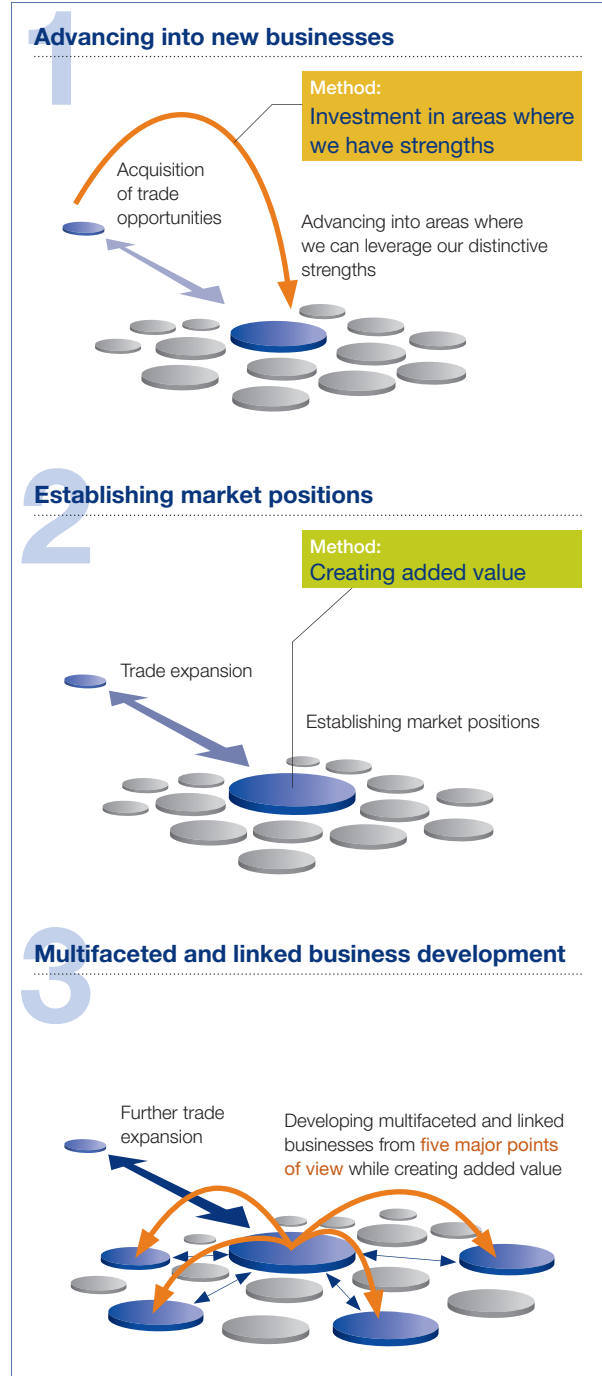 1
Advancing into new businesses
Method:
Investment in areas where
we have strengths
Acquisition
of trade
opportunities
Advancing into areas where
we can leverage our distinctive
strengths
2
Establishing market positions
Method:
Creating added value
Trade expansion
Establishing market positions
3
Multifaceted and linked business development
Further trade
expansion
Developing multifaceted and linked
businesses from five major points
of view while creating added value